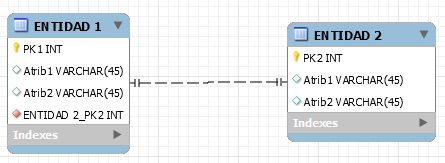 ENTIDAD 1
PK1 INT
Atrib1 VARCHAR(45)
Atrib2 VARCHAR(45)
ENTIDAD 2_PK2 INT
Indexes
ENTIDAD 2
PK2 INT
Atrib1 VARCHAR(45)
Atrib2 VARCHAR(45)
Indexes